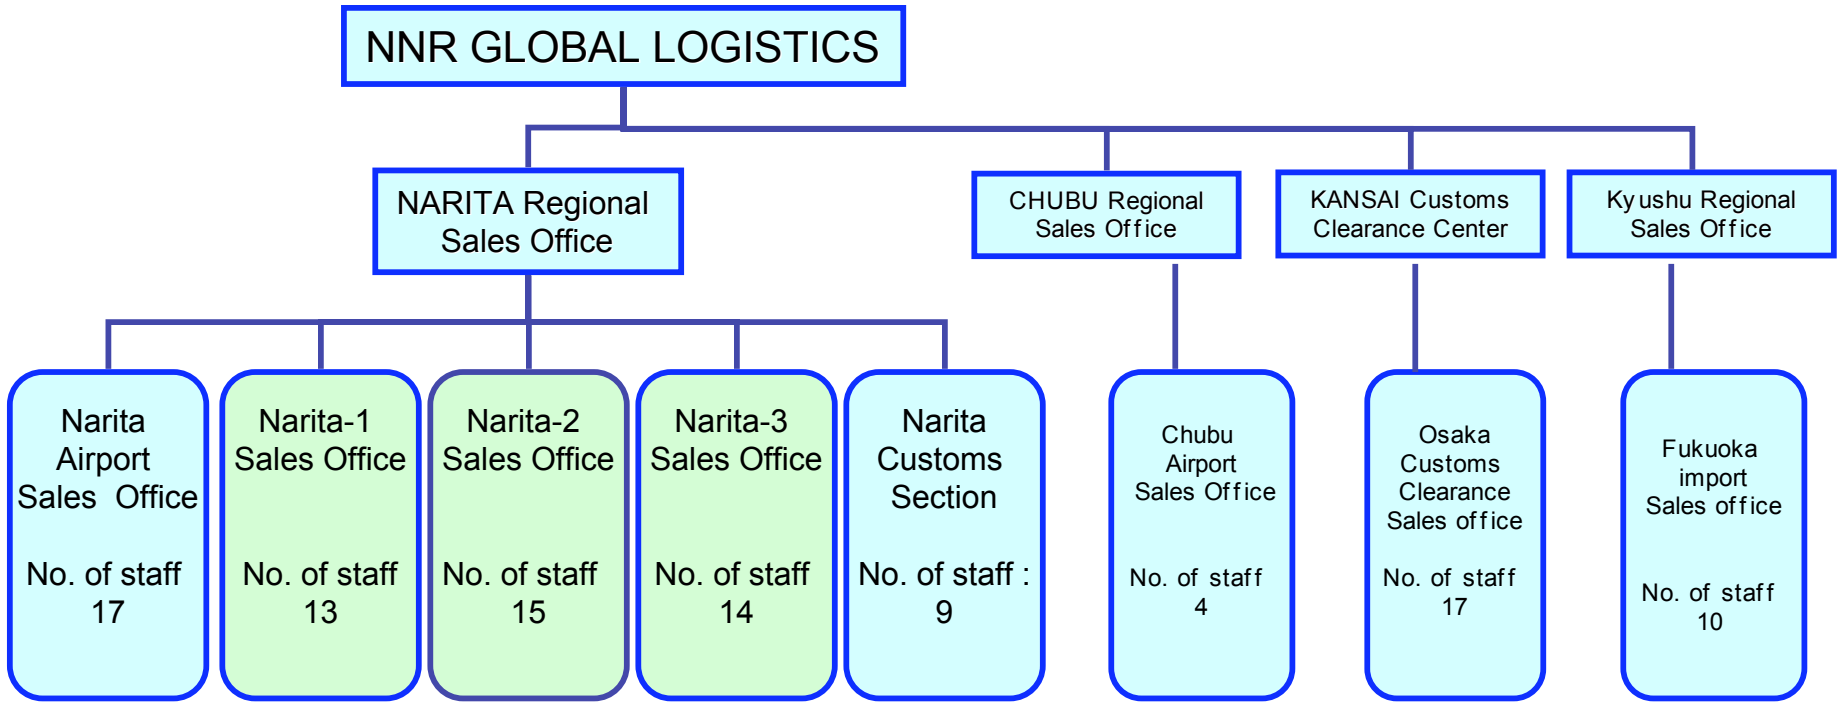 NNR GLOBAL LOGISTICS
NARITA Regional
Sales Office
CHUBU Regional
Sales Office
KANSAI Customs
Clearance Center
Kyushu Regional
Sales Office
Narita
Airport
Sales Office
No. of staff
17
Narita-1
Sales Office
No. of staff
13
Narita-2
Sales Office
No. of staff
15
Narita-3
Sales Office
No. of staff
14
Narita
Customs
Section
No. of staff :
9
Chubu
Airport
Sales Office
No. of staff
4
Osaka
Customs
Clearance
Sales office
No. of staff
17
Fukuoka
import
Sales office
No. of staff
10